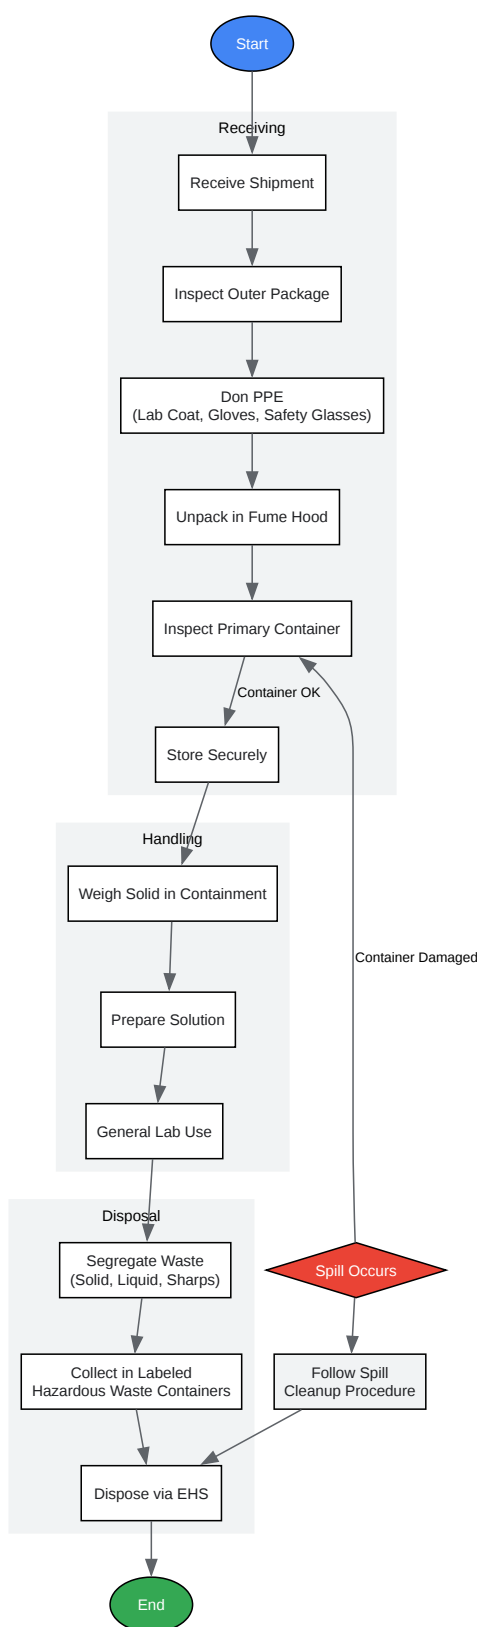 Start
Receiving
Receive Shipment
Inspect Outer Package
Don PPE
(Lab Coat, Gloves, Safety Glasses)
Unpack in Fume Hood
Inspect Primary Container
Container OK
Store Securely
Handling
Weigh Solid in Containment
Container Damaged
Prepare Solution
General Lab Use
Disposal
Segregate Waste
(Solid, Liquid, Sharps)
Spill Occurs
Collect in Labeled
Hazardous Waste Containers
Follow Spill
Cleanup Procedure
Dispose via EHS
End